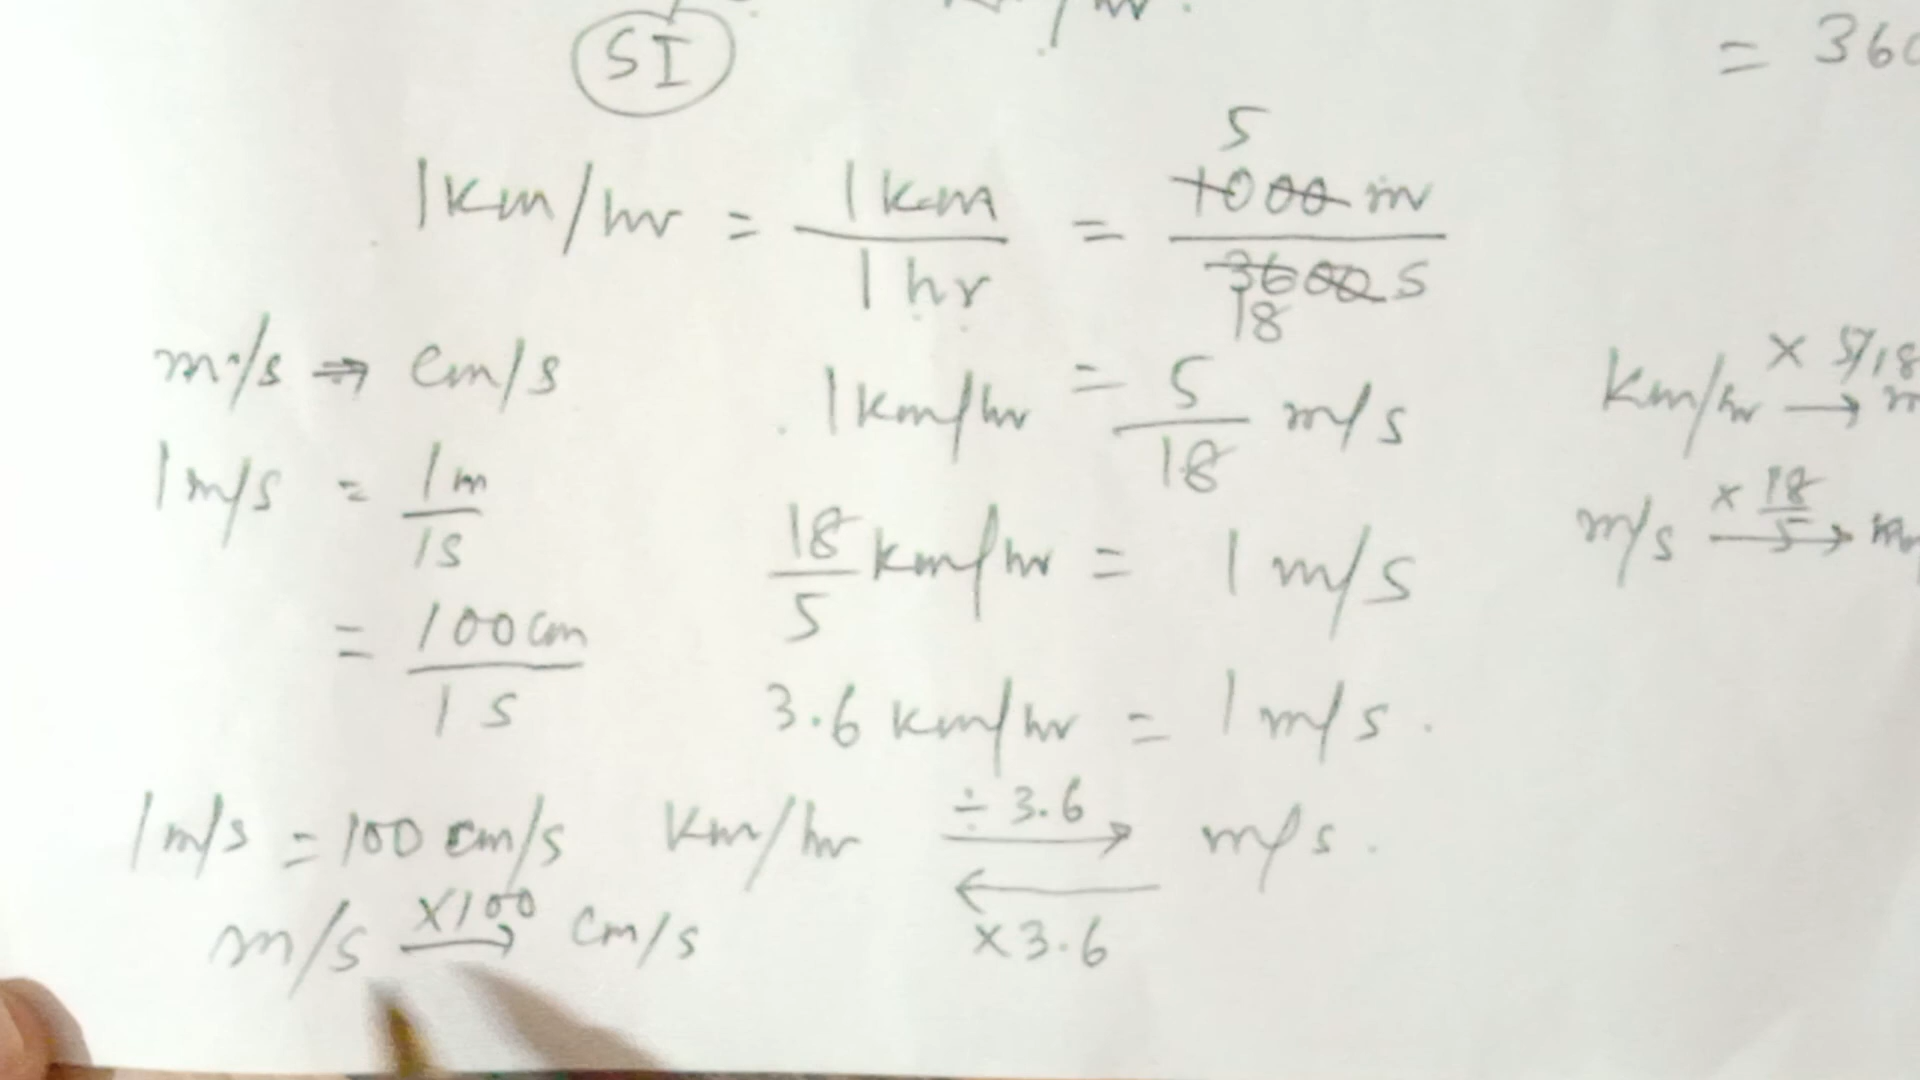 SI
= 360
1km/hr = 1km / 1hr = 1000 m / 3600 s
5
18
m/s ⇒ cm/s
1km/hr = 5/18 m/s
km/hr × 5/18 → m
1m/s = 1m / 1s
18/5 km/hr = 1 m/s
m/s × 18/5 →
= 100cm / 1s
3.6 km/hr = 1 m/s.
1m/s = 100 cm/s
km/hr ÷ 3.6 → m/s.
← × 3.6
m/s ×100 → cm/s